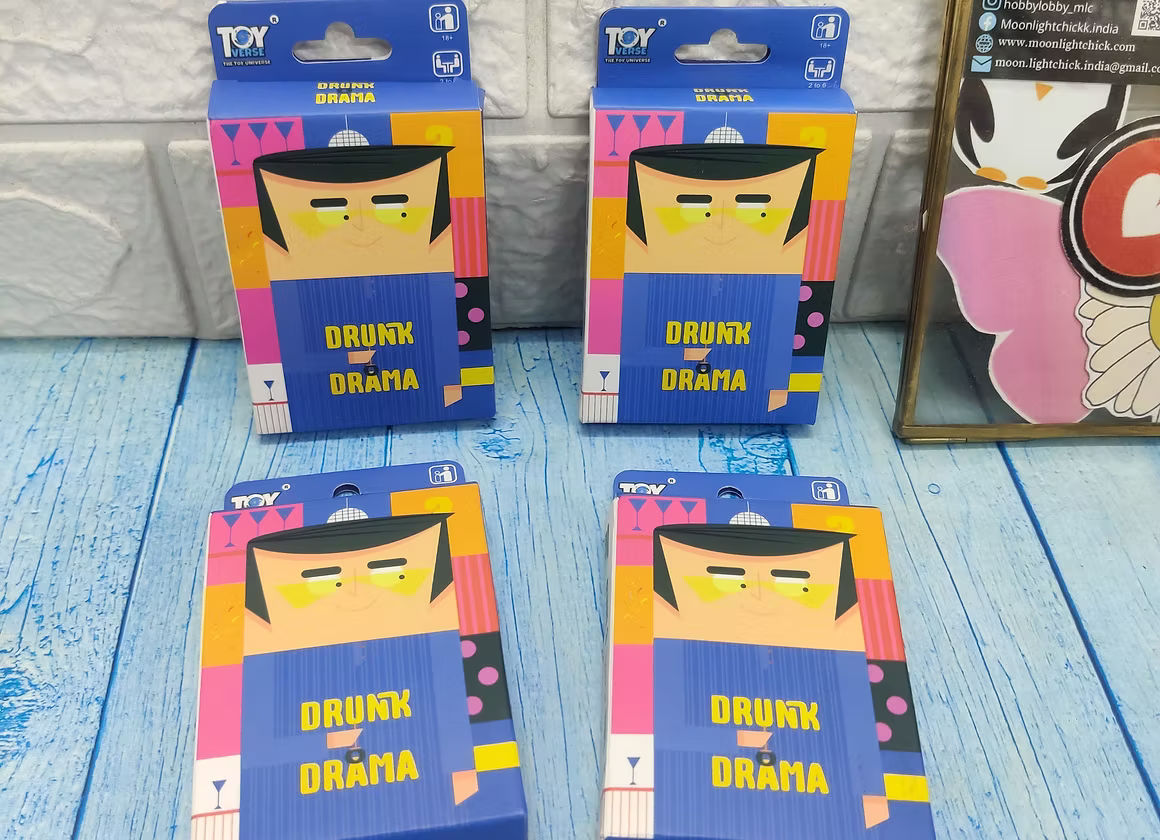 TOY®
VERSE
THE TOY UNIVERSE
18+
2 to 6
DRUNK
DRAMA
DRUNK
DRAMA
TOY®
VERSE
THE TOY UNIVERSE
18+
2 to 6
DRUNK
DRAMA
DRUNK
DRAMA
hobbylobby_mlc
Moonlightchickk.india
www.moonlightchick.com
moon.lightchick.india@gmail.co
TOY®
DRUNK
DRAMA
TOY®
DRUNK
DRAMA